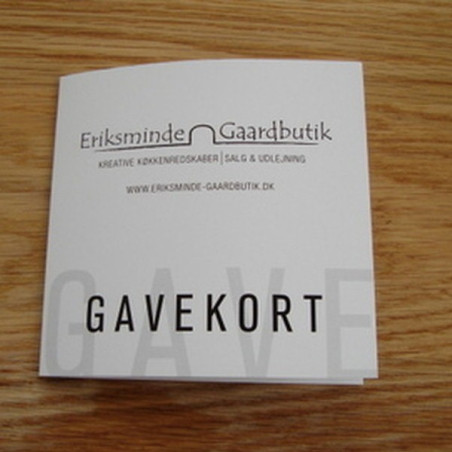 Eriksminde Gaardbutik
KREATIVE KØKKENREDSKABER | SALG & UDLEJNING
WWW.ERIKSMINDE-GAARDBUTIK.DK
GAVE
GAVEKORT